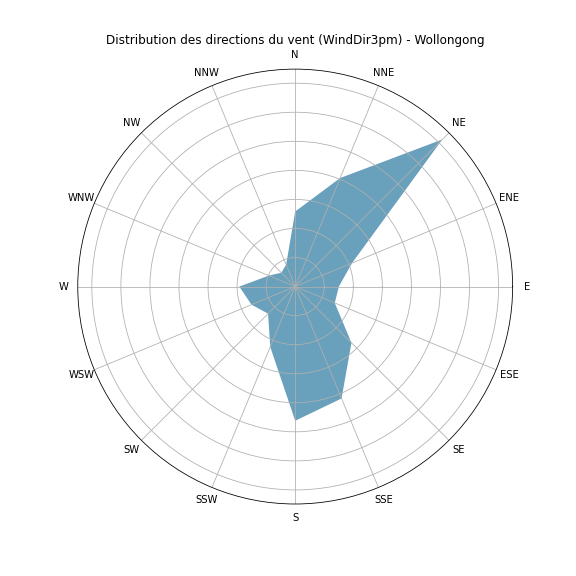 Distribution des directions du vent (WindDir3pm) - Wollongong
N
NNW
NNE
NW
NE
WNW
ENE
W
E
WSW
ESE
SW
SE
SSW
SSE
S